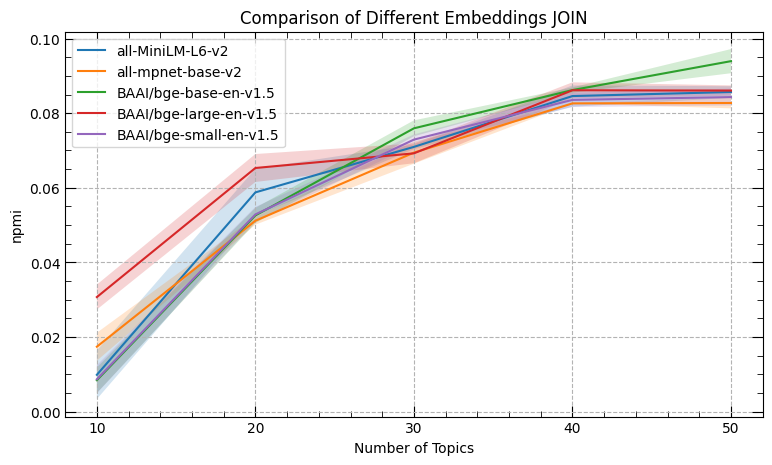 Comparison of Different Embeddings JOIN
all-MiniLM-L6-v2
all-mpnet-base-v2
BAAI/bge-base-en-v1.5
BAAI/bge-large-en-v1.5
BAAI/bge-small-en-v1.5
0.10
0.08
0.06
0.04
0.02
0.00
npmi
10 20 30 40 50
Number of Topics